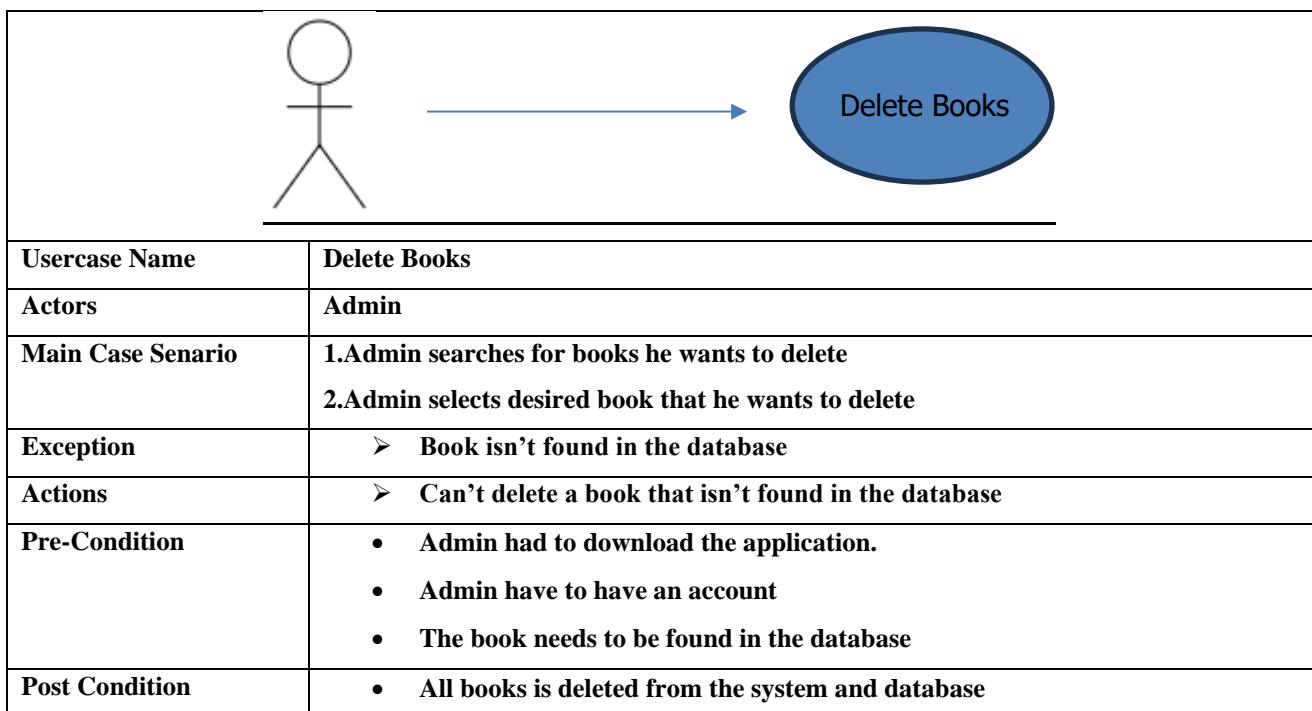 Delete Books
Usercase Name
Delete Books
Actors
Admin
Main Case Senario
1.Admin searches for books he wants to delete
2.Admin selects desired book that he wants to delete
Exception
➢ Book isn’t found in the database
Actions
➢ Can’t delete a book that isn’t found in the database
Pre-Condition
• Admin had to download the application.
• Admin have to have an account
• The book needs to be found in the database
Post Condition
• All books is deleted from the system and database